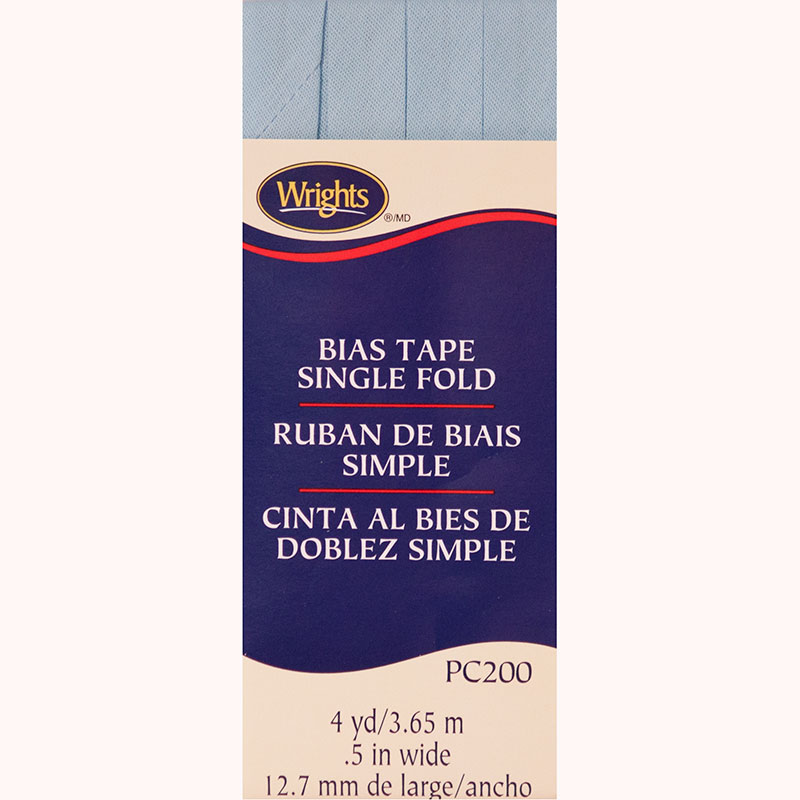 Wrights
®/MD
BIAS TAPE
SINGLE FOLD
RUBAN DE BIAIS
SIMPLE
CINTA AL BIES DE
DOBLEZ SIMPLE
PC200
4 yd/3.65 m
.5 in wide
12.7 mm de large/ancho